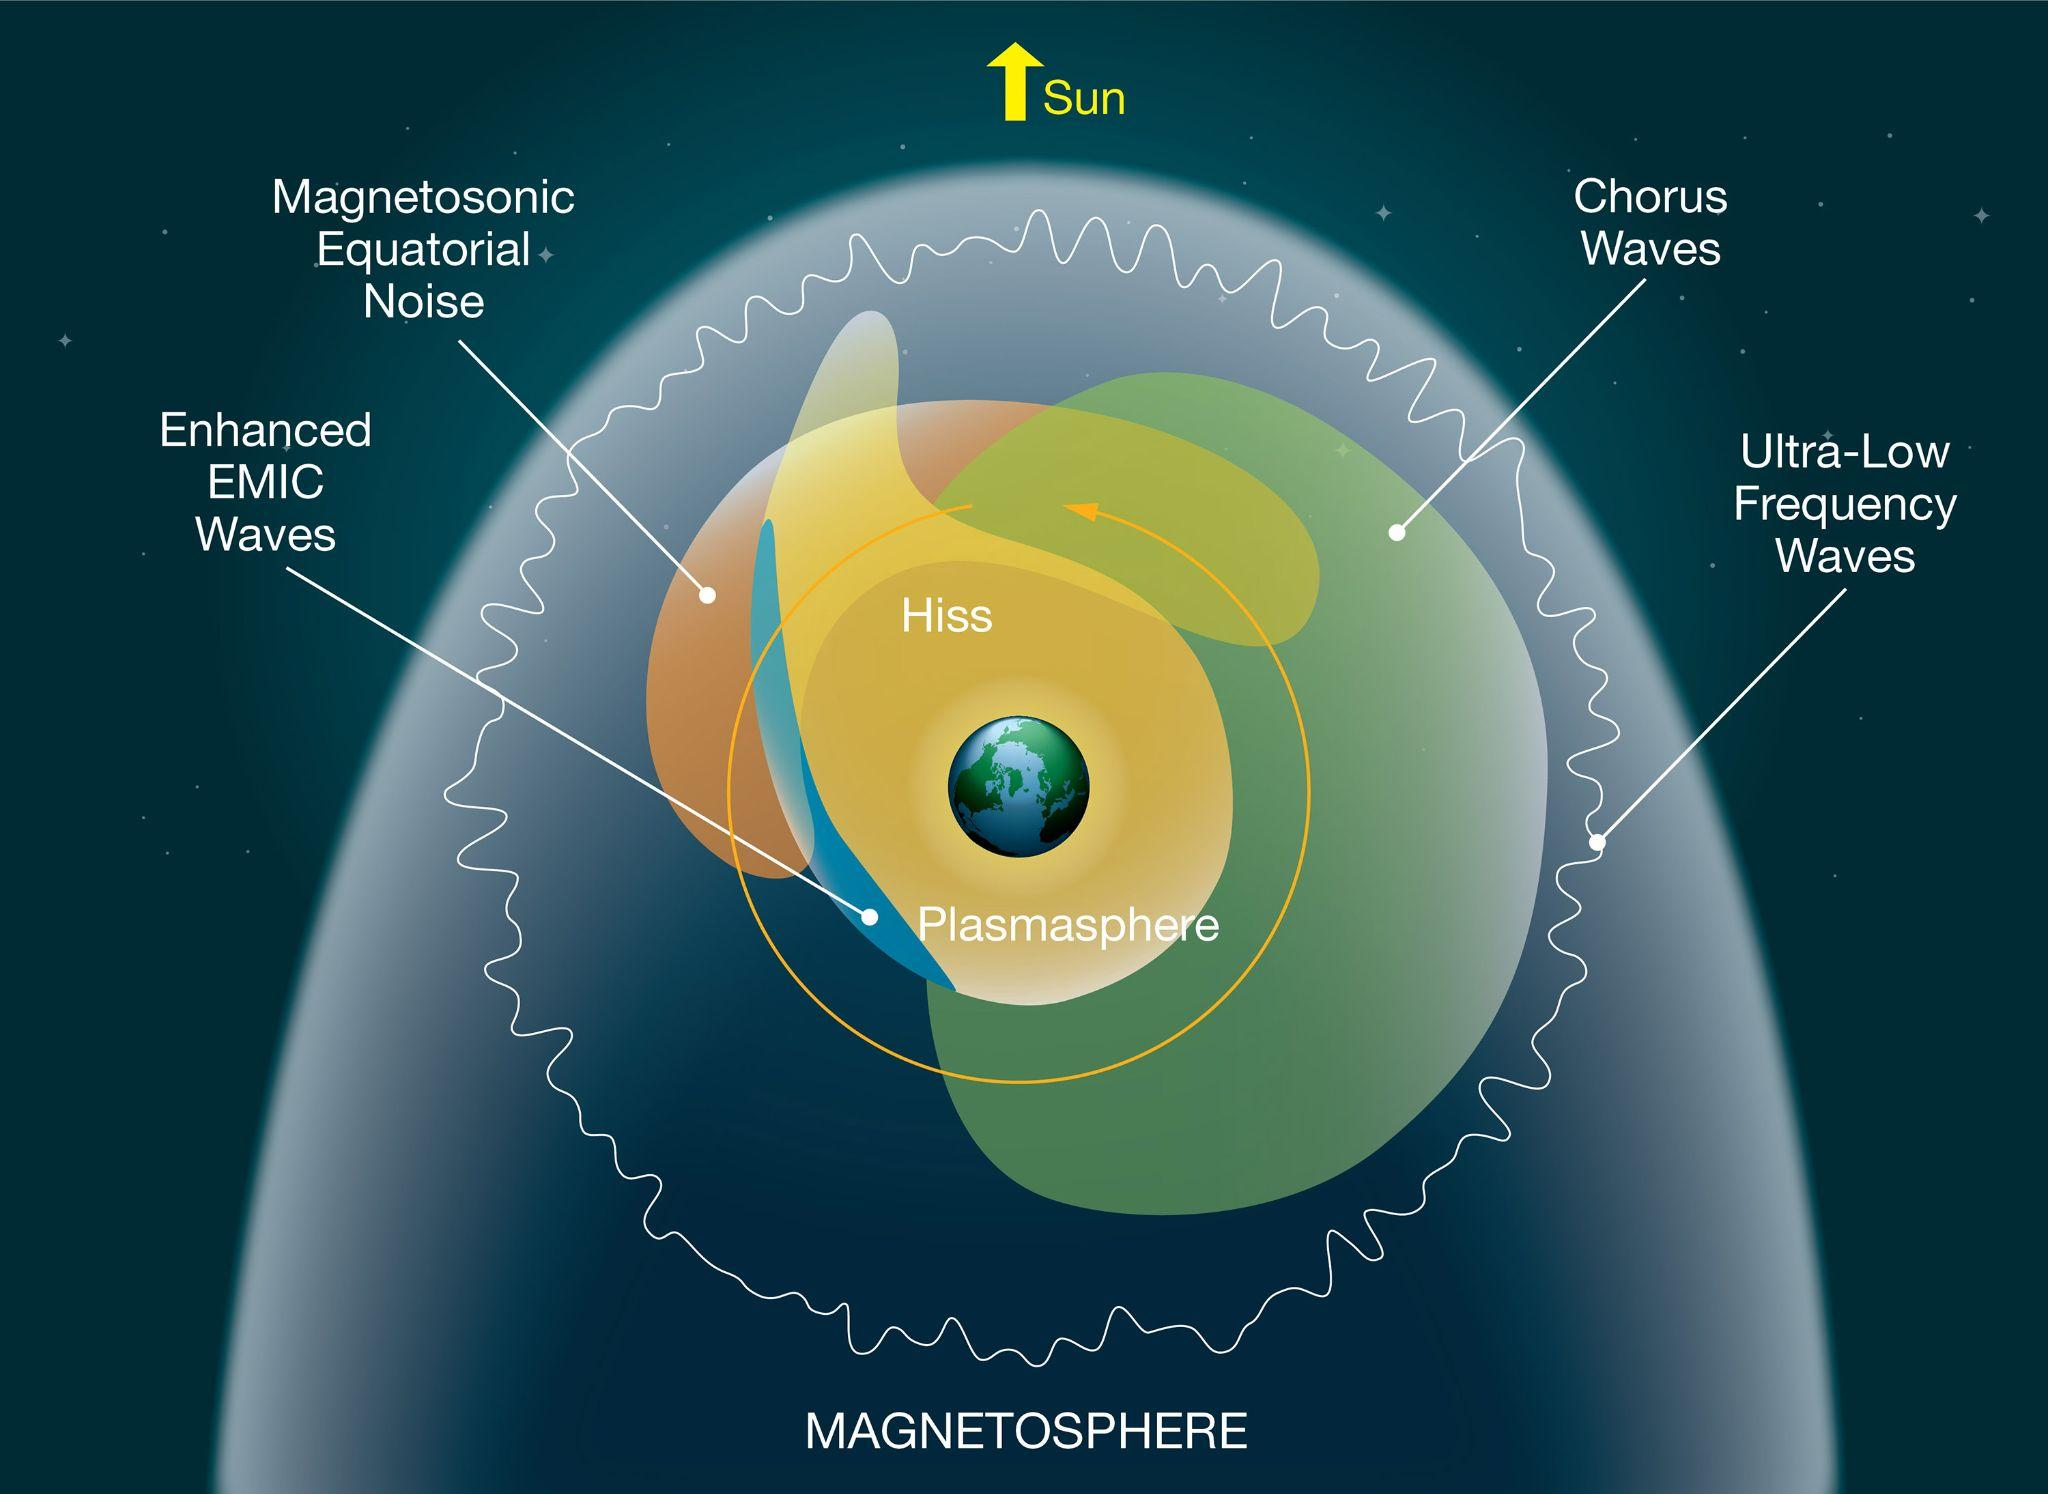 Sun
Magnetosonic
Equatorial
Noise
Chorus
Waves
Enhanced
EMIC
Waves
Ultra-Low
Frequency
Waves
Hiss
Plasmasphere
MAGNETOSPHERE